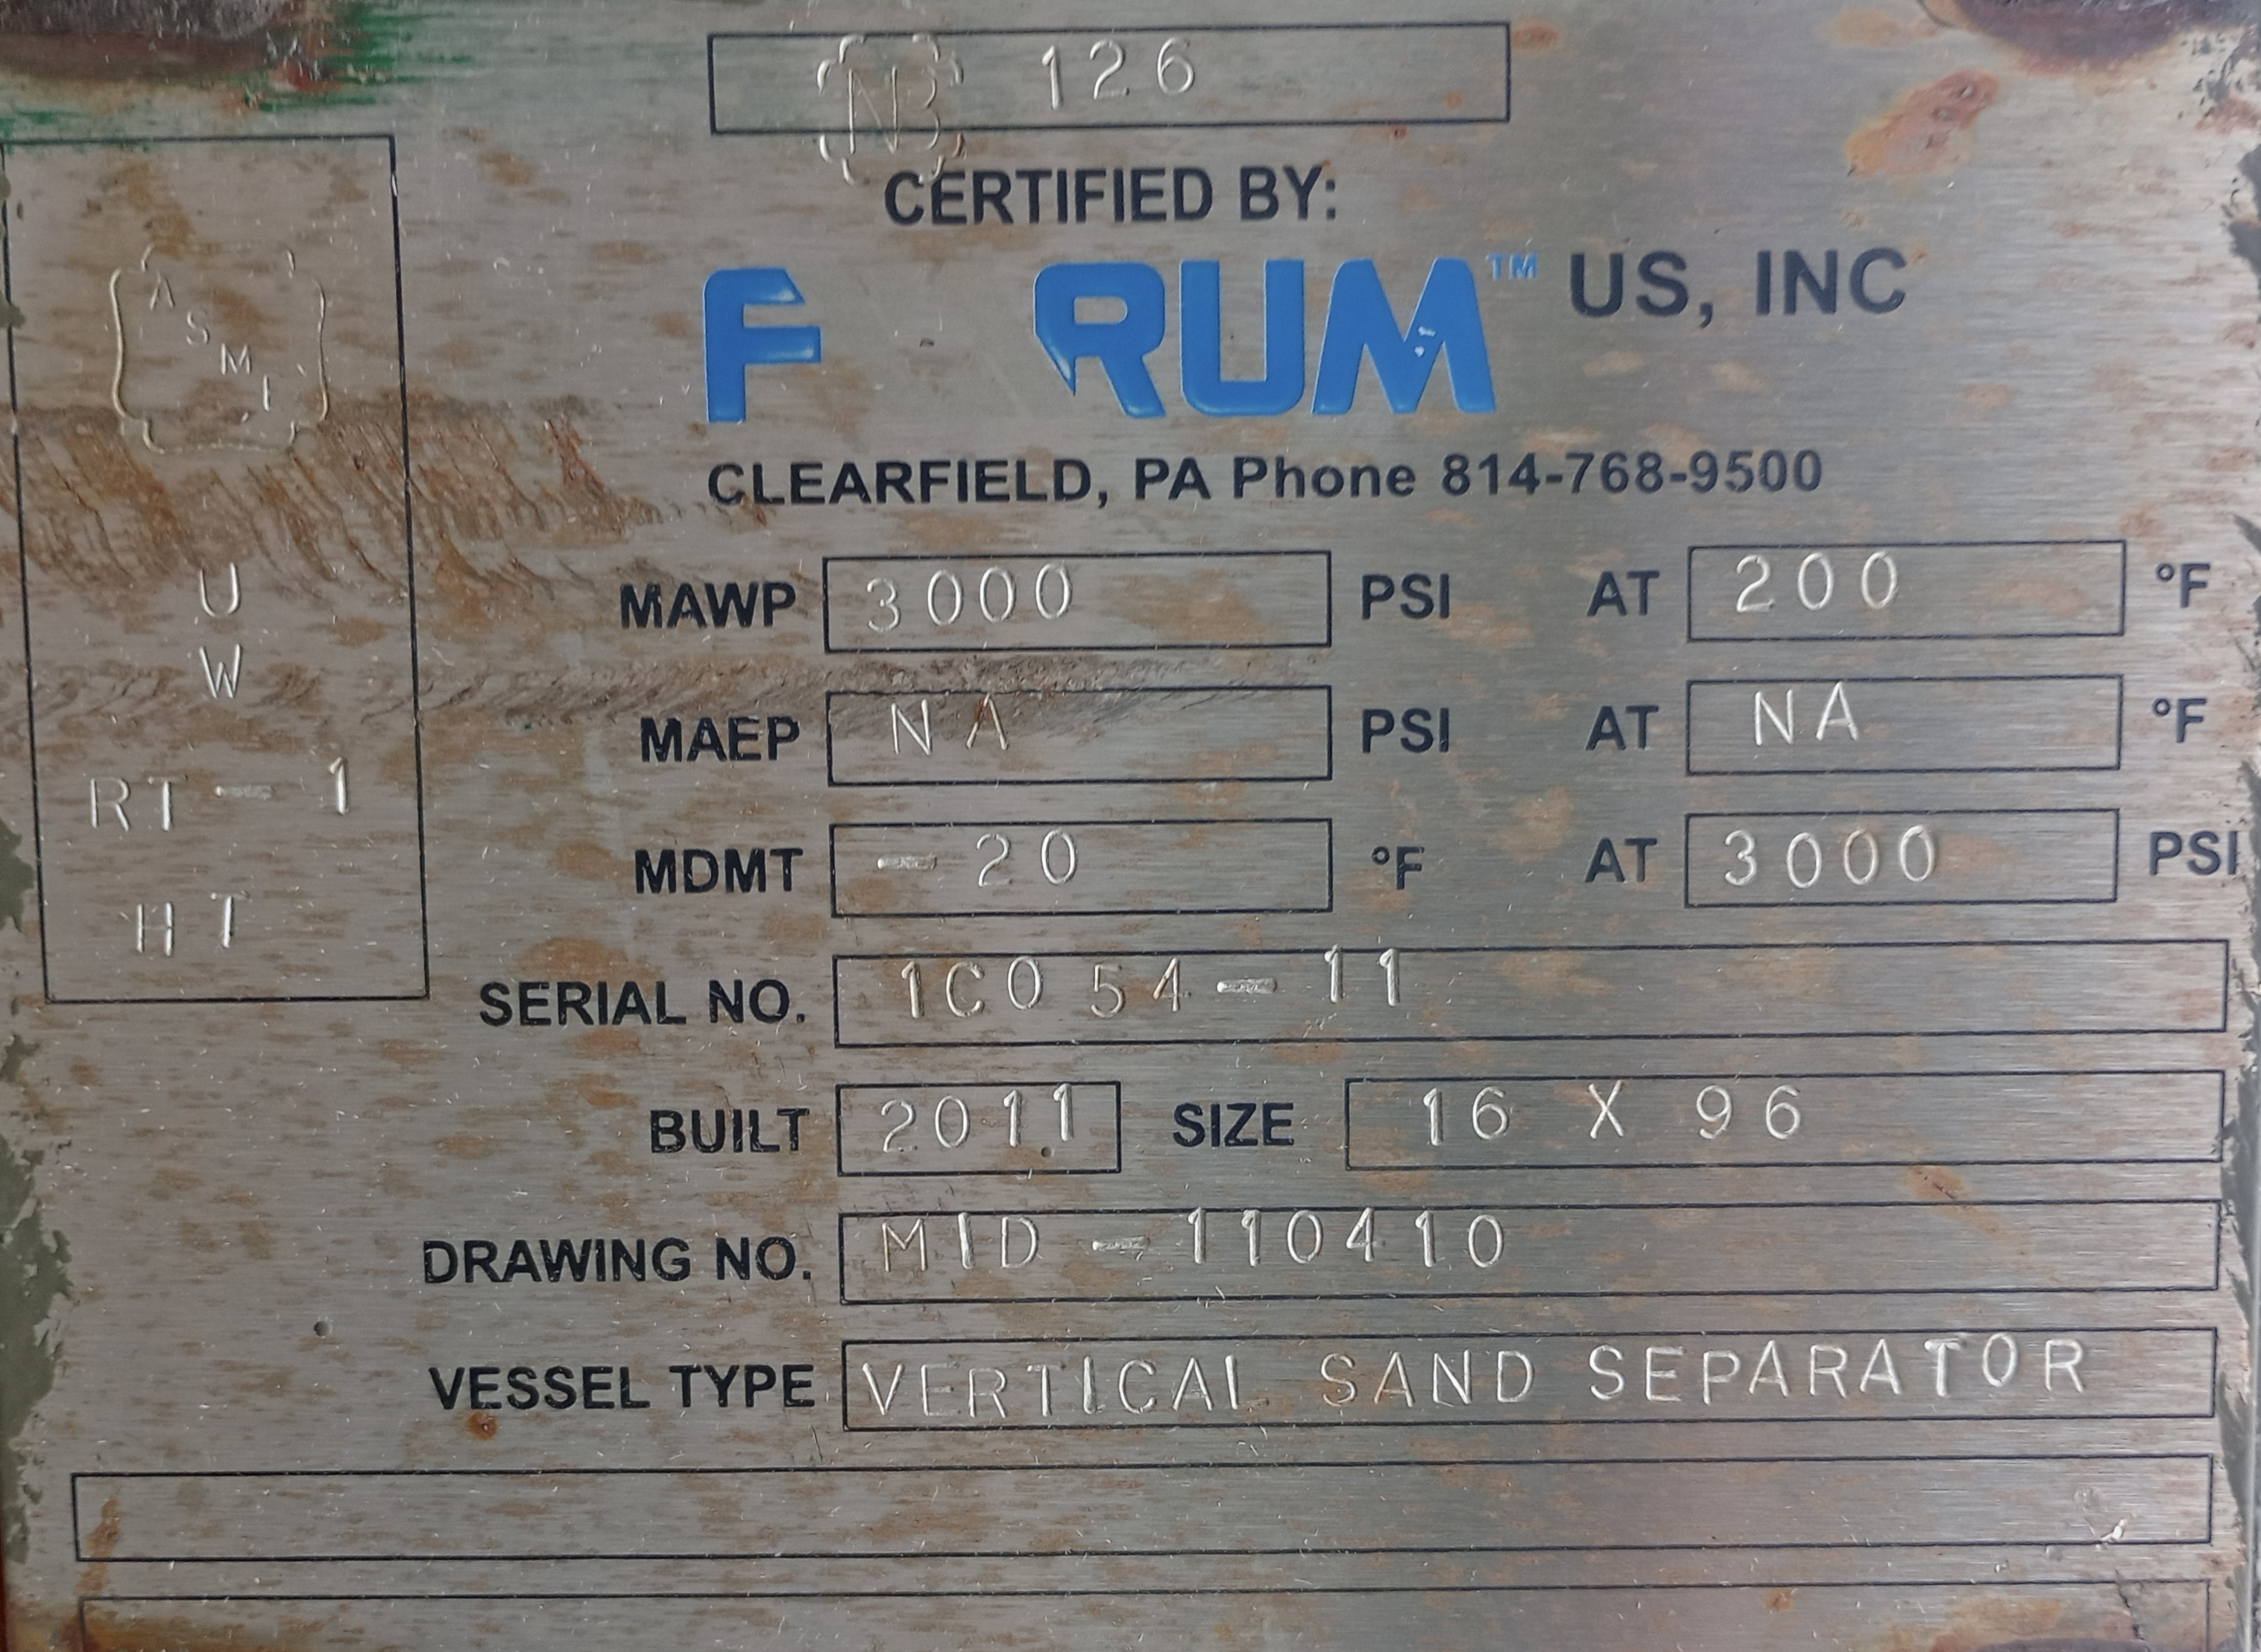 NB 126
CERTIFIED BY:
F RUM™ US, INC
CLEARFIELD, PA Phone 814-768-9500
ASME
U
W
RT-1
HT
MAWP 3000 PSI AT 200 °F
MAEP NA PSI AT NA °F
MDMT -20 °F AT 3000 PSI
SERIAL NO. 1C054-11
BUILT 2011 SIZE 16 X 96
DRAWING NO. MID-110410
VESSEL TYPE VERTICAL SAND SEPARATOR